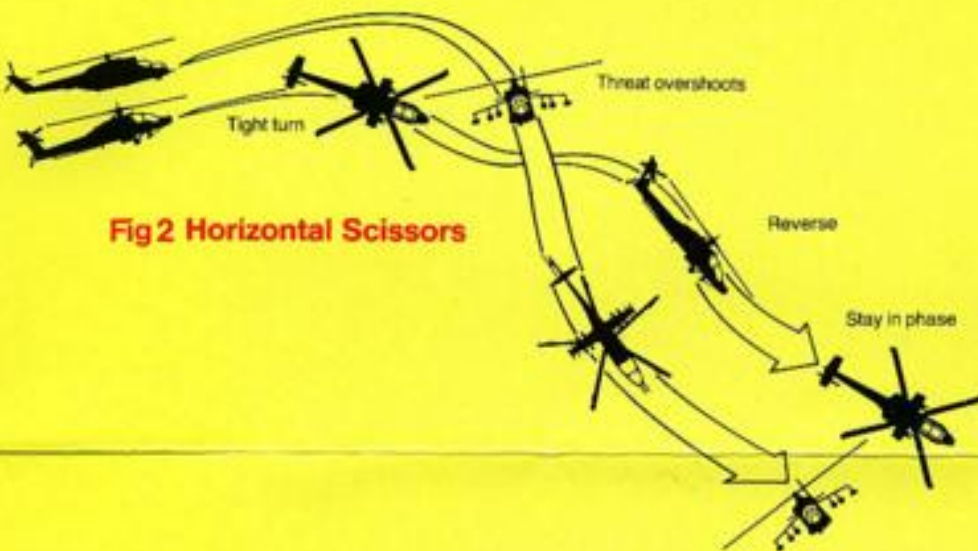 Threat overshoots
Tight turn
Fig 2 Horizontal Scissors
Reverse
Stay in phase